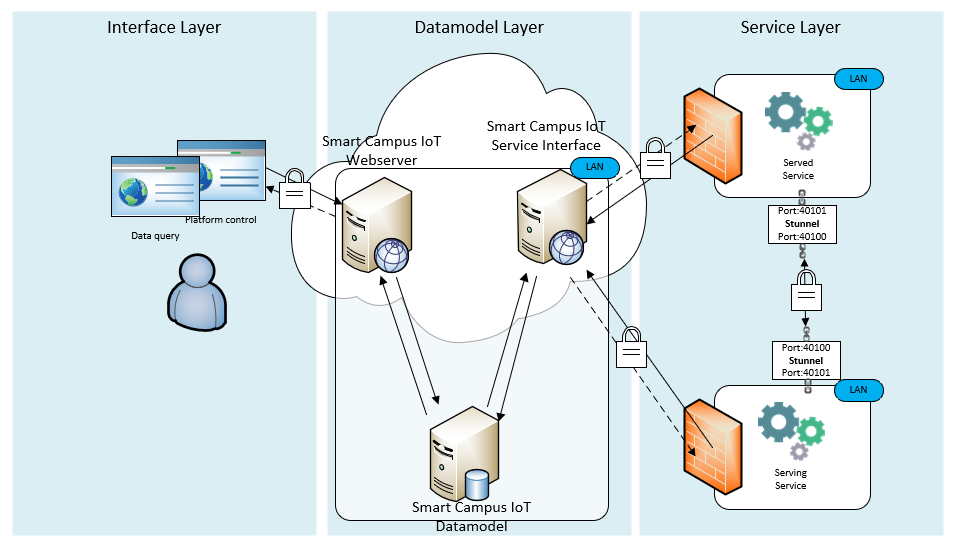 Interface Layer
Datamodel Layer
Service Layer
Data query
Platform control
Smart Campus IoT
Webserver
Smart Campus IoT
Service Interface
LAN
Smart Campus IoT
Datamodel
LAN
Served
Service
Port:40101
Stunnel
Port:40100
Port:40100
Stunnel
Port:40101
LAN
Serving
Service